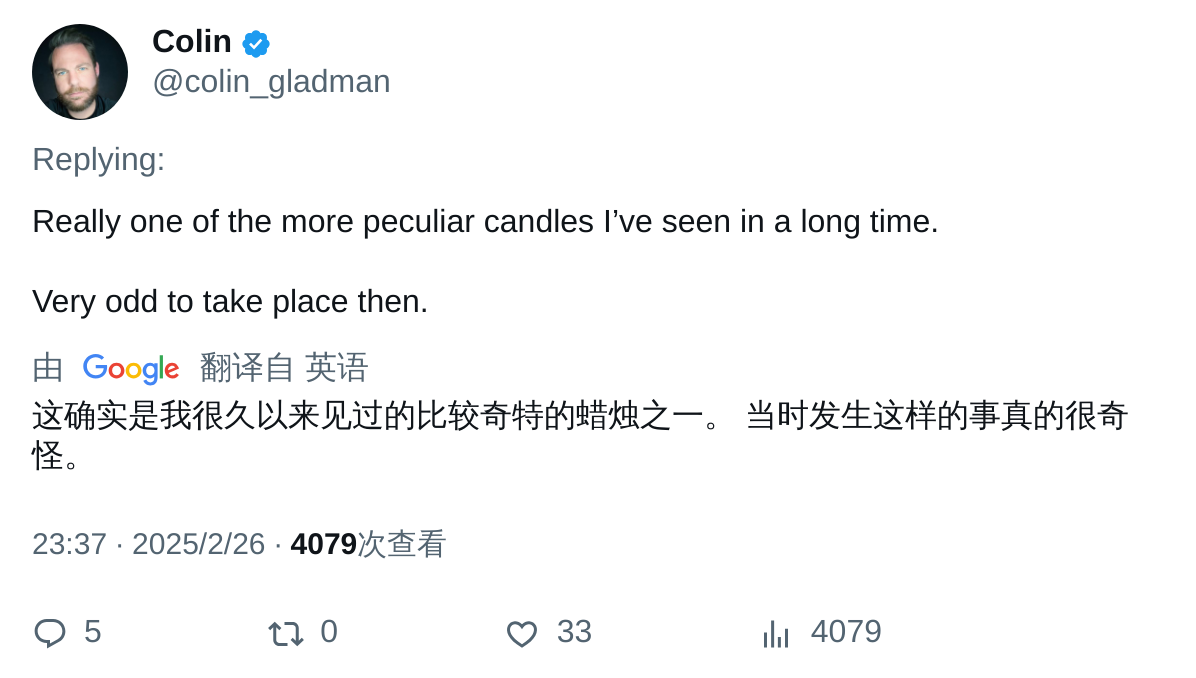 Colin
@colin_gladman
Replying:
Really one of the more peculiar candles I’ve seen in a long time.
Very odd to take place then.
由 Google 翻译自 英语
这确实是我很久以来见过的比较奇特的蜡烛之一。 当时发生这样的事真的很奇
怪。
23:37 · 2025/2/26 · 4079次查看
5 0 33 4079